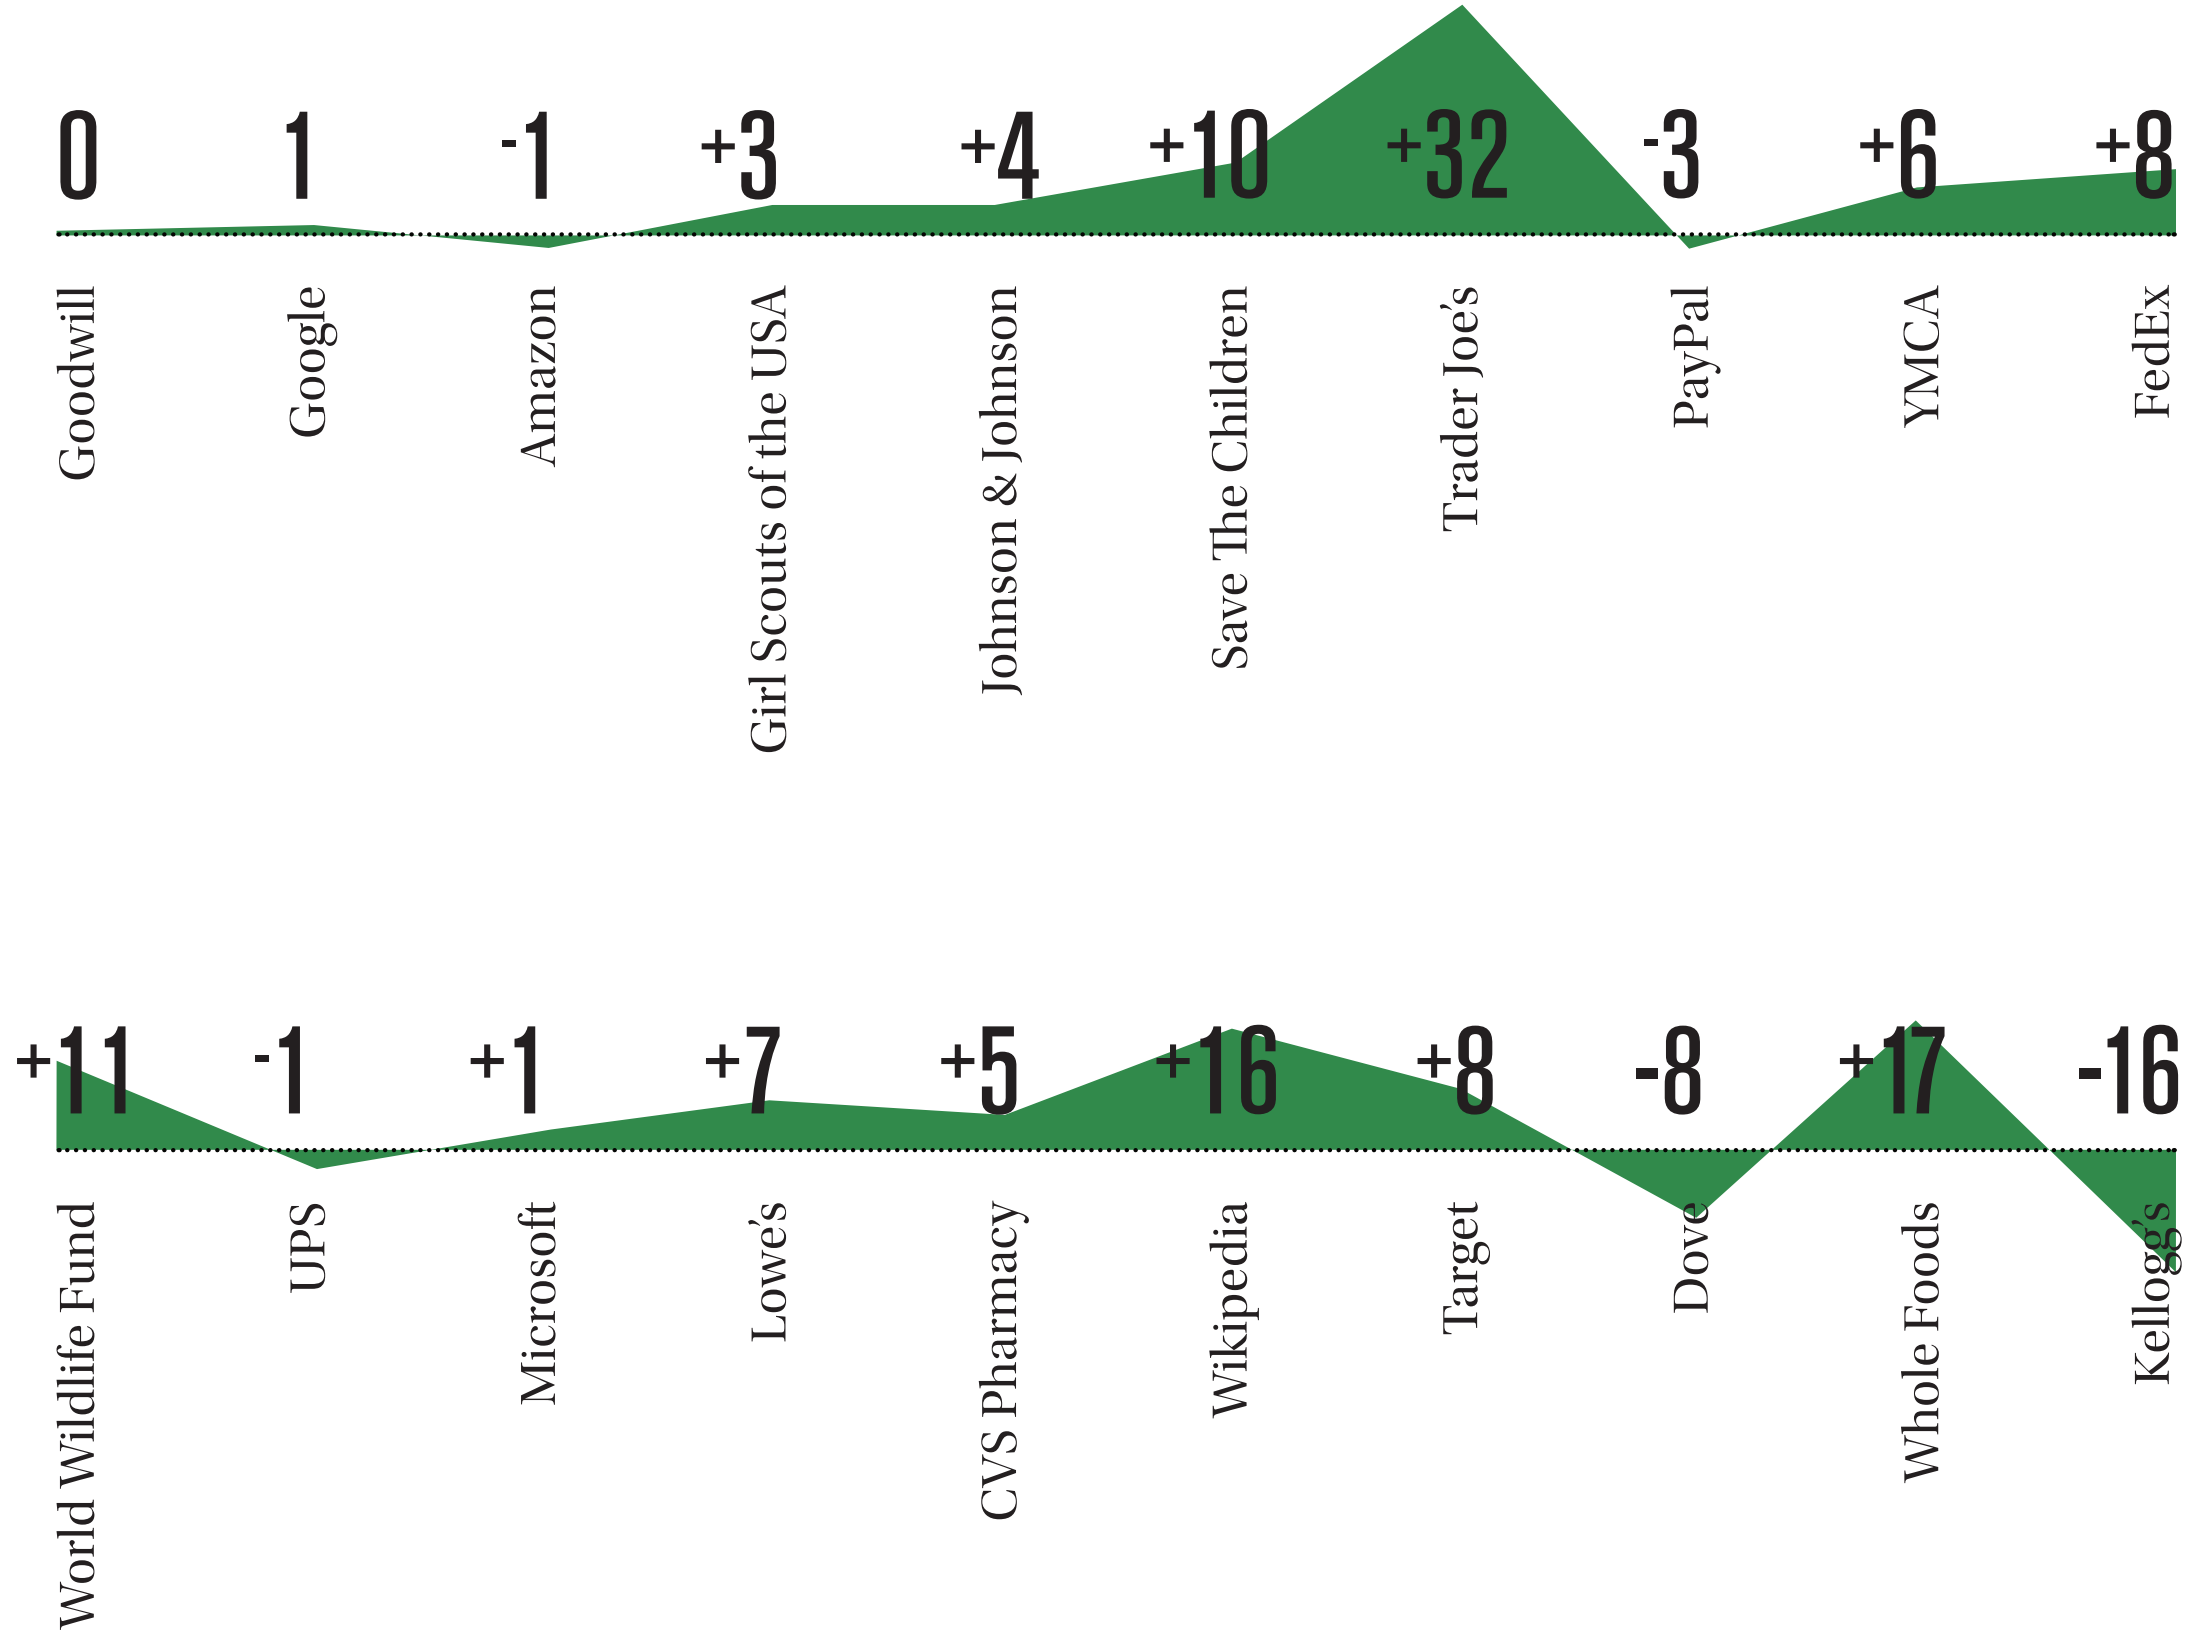 0 1 -1 +3 +4 +10 +32 -3 +6 +8
Goodwill
Google
Amazon
Girl Scouts of the USA
Johnson & Johnson
Save The Children
Trader Joe's
PayPal
YMCA
FedEx
+11 -1 +1 +7 +5 +16 +8 -8 +17 -16
World Wildlife Fund
UPS
Microsoft
Lowe's
CVS Pharmacy
Wikipedia
Target
Dove
Whole Foods
Kellogg's